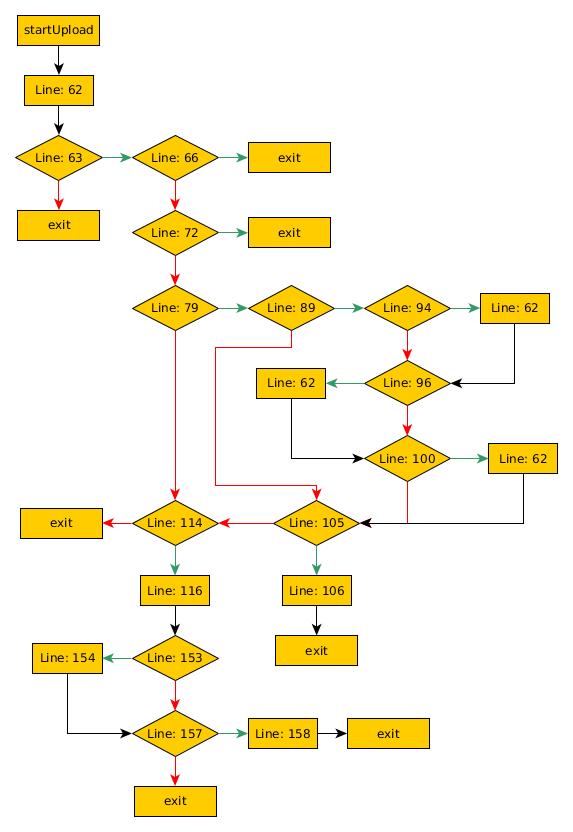 startUpload
Line: 62
Line: 63
Line: 66
exit
exit
Line: 72
exit
Line: 79
Line: 89
Line: 94
Line: 62
Line: 62
Line: 96
Line: 100
Line: 62
exit
Line: 114
Line: 105
Line: 116
Line: 106
exit
Line: 154
Line: 153
Line: 157
Line: 158
exit
exit